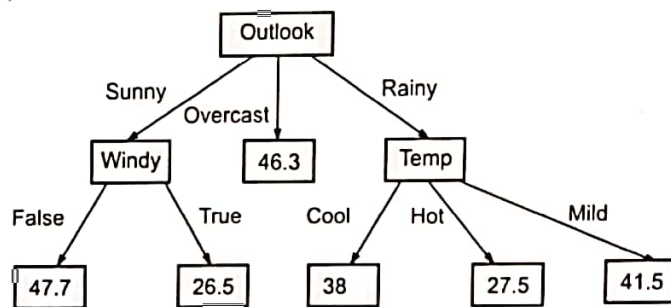 Outlook
Sunny
Overcast
Rainy
Windy
46.3
Temp
False
True
Cool
Hot
Mild
47.7
26.5
38
27.5
41.5